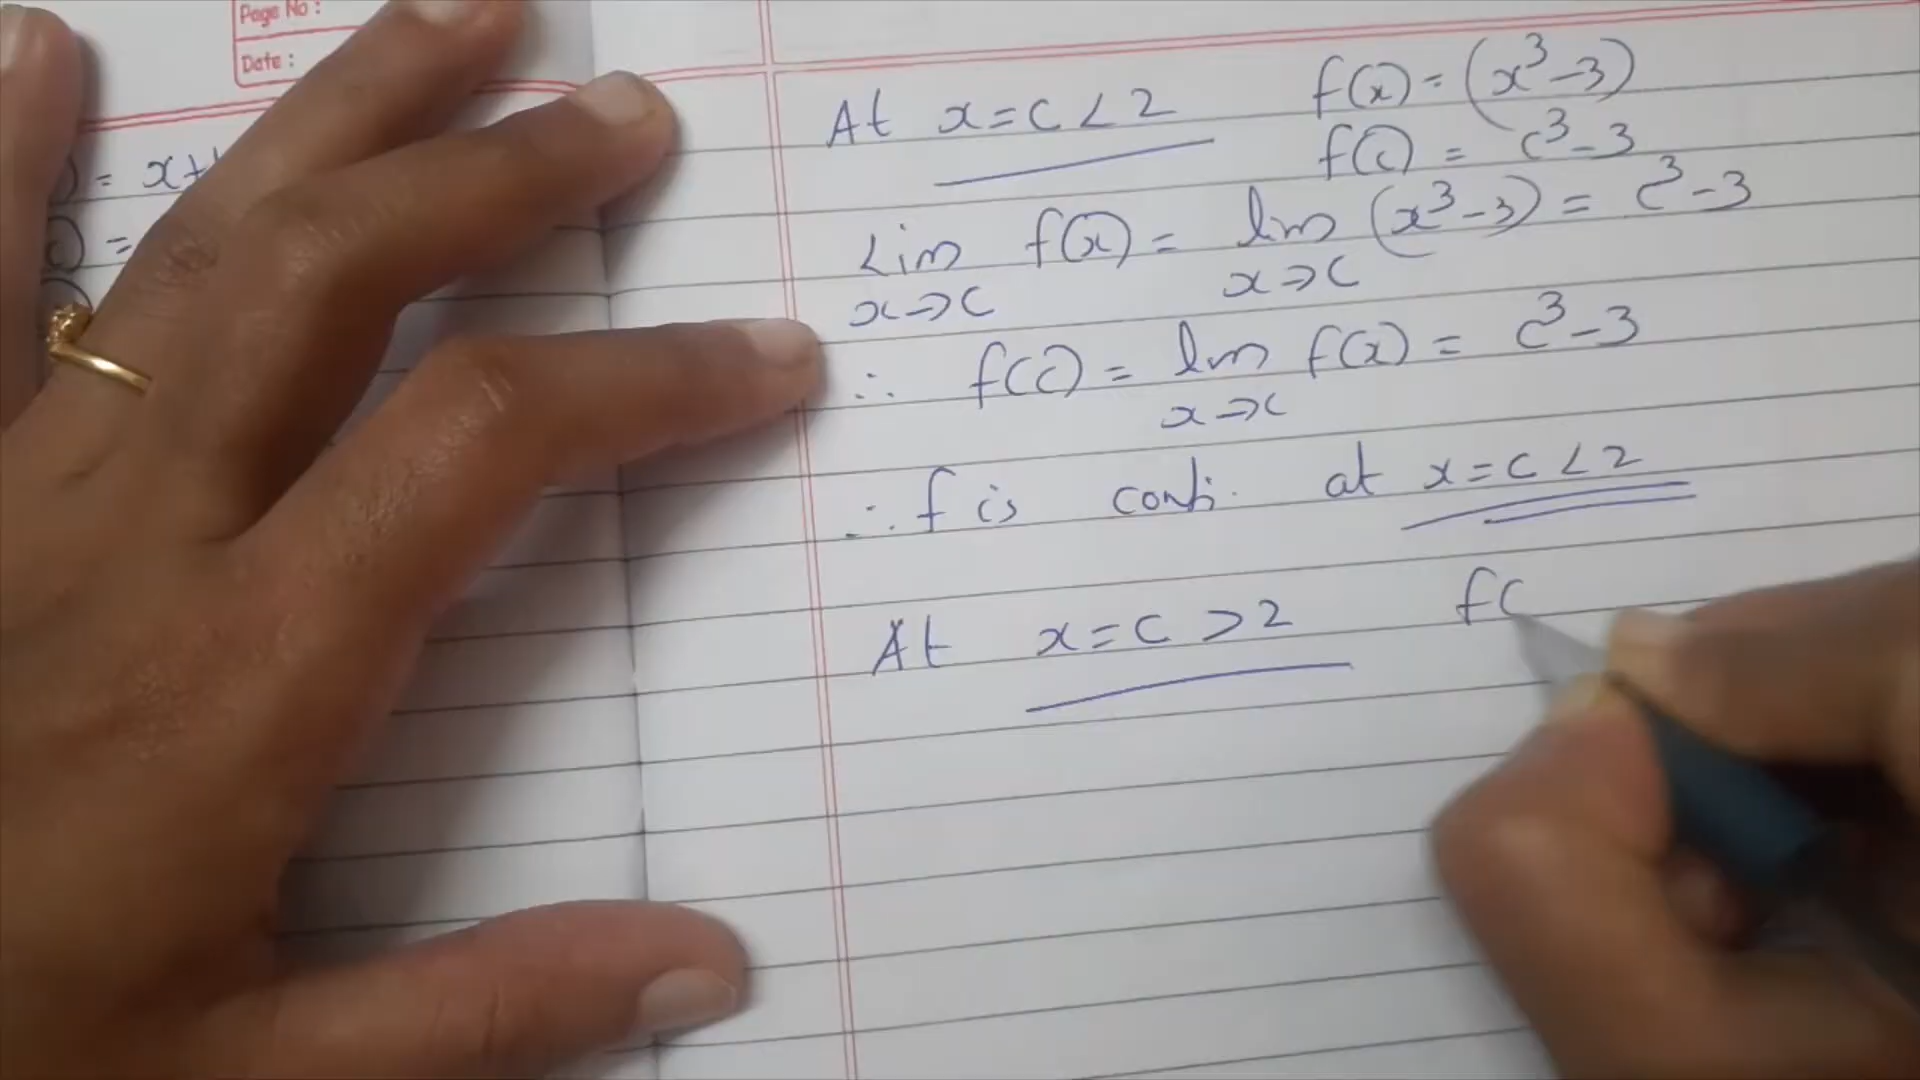 Page No :
Date :
) = x+
c) =
At x = c < 2 f(x) = (x³-3)
f(c) = c³-3
Lim f(x) = lim (x³-3) = c³-3
x→c x→c
∴ f(c) = lim f(x) = c³-3
x→c
∴ f is conti. at x = c < 2
At x = c > 2 f(